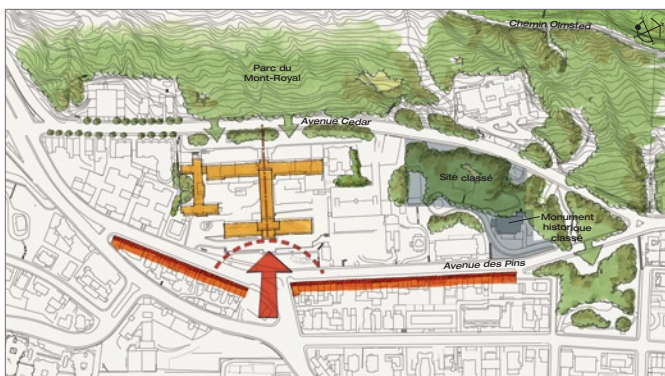 Chemin Olmsted
Parc du
Mont-Royal
Avenue Cedar
Site classé
Monument
historique
classé
Avenue des Pins